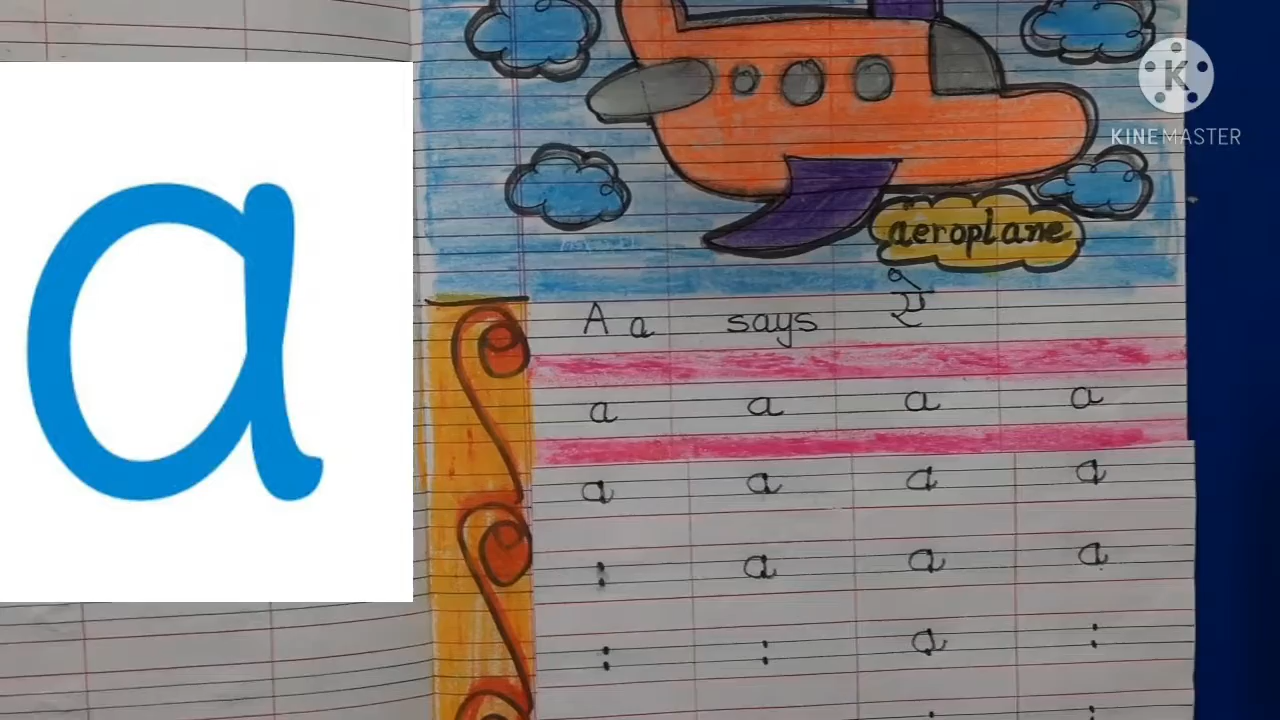 K
KINEMASTER
a
aeroplane
A a says ऐ
a a a a
a a a a
: a a a
: : a :